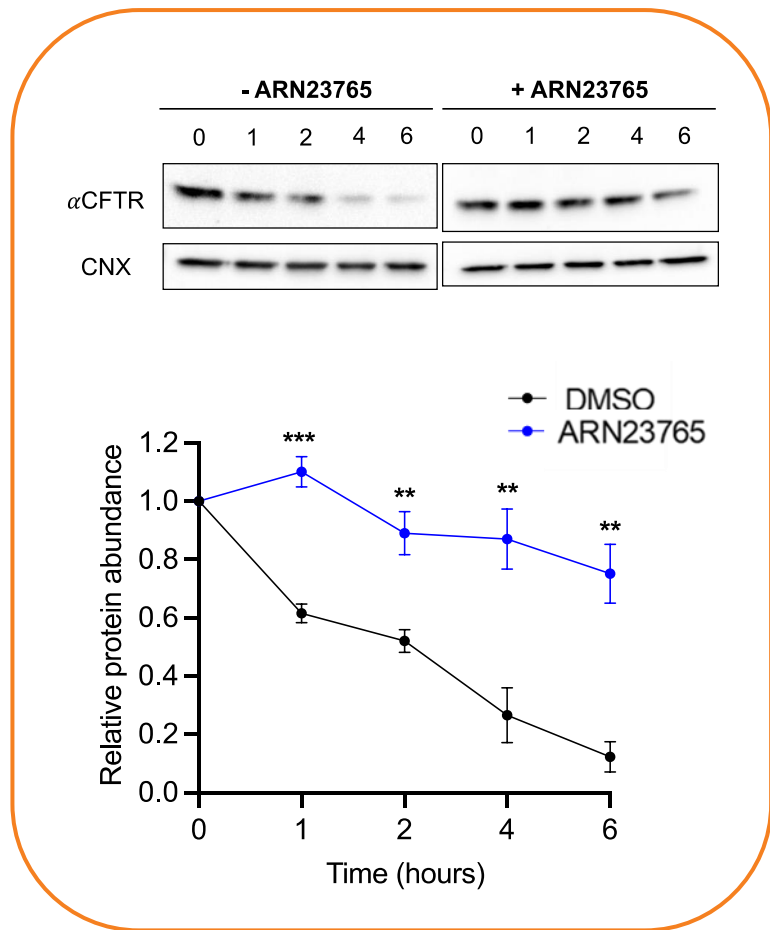 - ARN23765 + ARN23765
0 1 2 4 6 0 1 2 4 6
αCFTR
CNX
DMSO
ARN23765
Relative protein abundance
1.2
1.0
0.8
0.6
0.4
0.2
0.0
*** ** ** **
0 1 2 4 6
Time (hours)